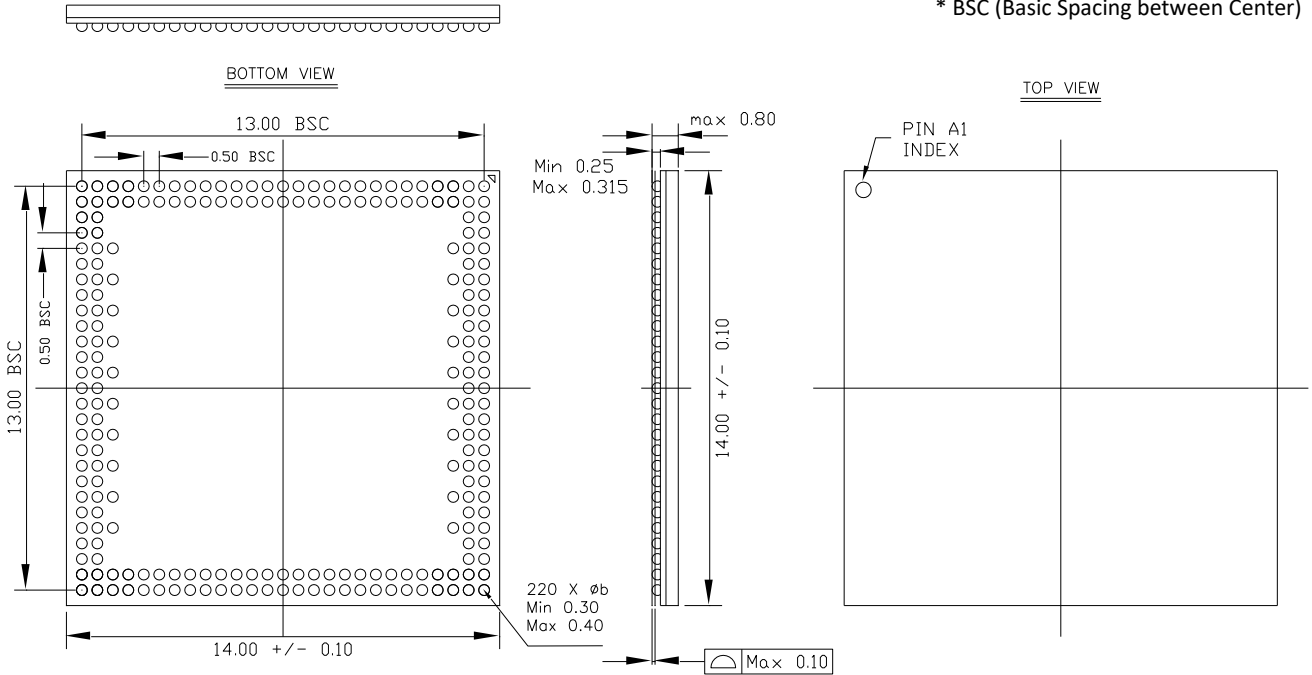 * BSC (Basic Spacing between Center)
BOTTOM VIEW
TOP VIEW
13.00 BSC
max 0.80
PIN A1
INDEX
0.50 BSC
Min 0.25
Max 0.315
0.50 BSC
13.00 BSC
14.00 +/- 0.10
220 X øb
Min 0.30
Max 0.40
14.00 +/- 0.10
Max 0.10